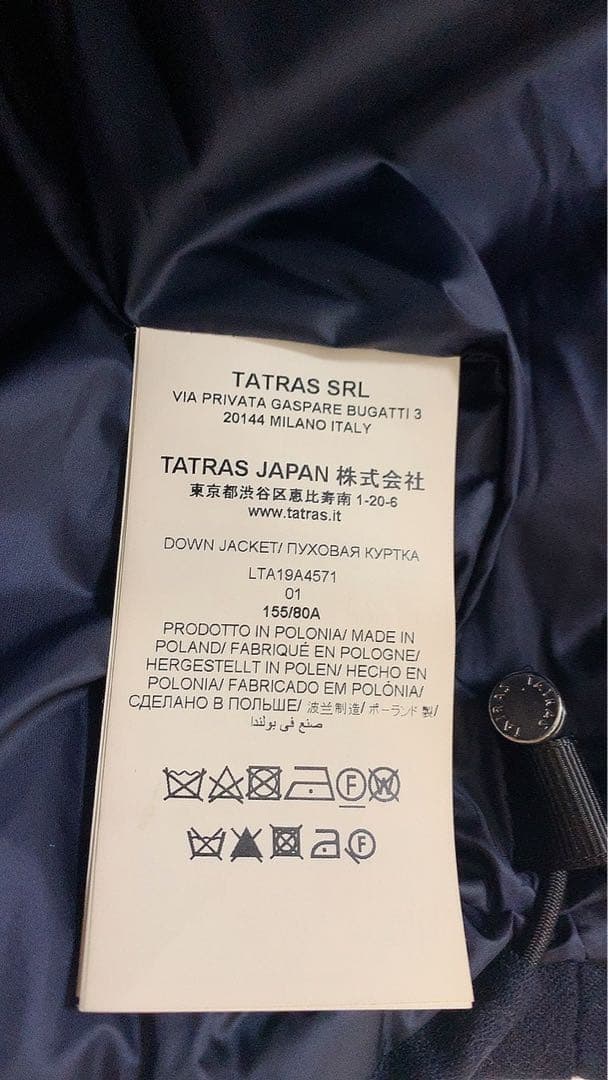 TATRAS SRL
VIA PRIVATA GASPARE BUGATTI 3
20144 MILANO ITALY
TATRAS JAPAN 株式会社
東京都渋谷区恵比寿南 1-20-6
www.tatras.it
DOWN JACKET/ ПУХОВАЯ КУРТКА
LTA19A4571
01
155/80A
PRODOTTO IN POLONIA/ MADE IN
POLAND/ FABRIQUÉ EN POLOGNE/
HERGESTELLT IN POLEN/ HECHO EN
POLONIA/ FABRICADO EM POLÓNIA/
СДЕЛАНО В ПОЛЬШЕ/ 波兰制造/ ポーランド製/
صنع في بولندا
F W
F
TATRAS TATRAS